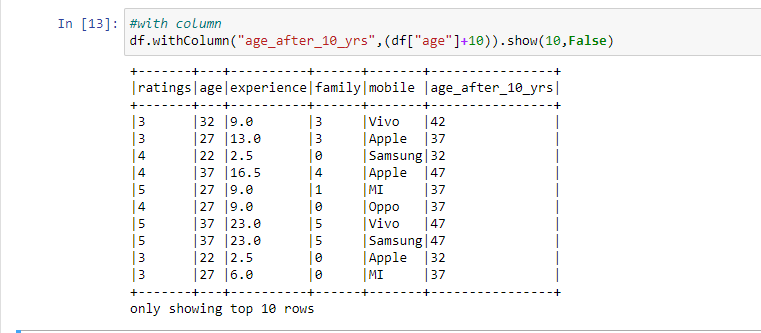 In [13]: #with column
df.withColumn("age_after_10_yrs",(df["age"]+10)).show(10,False)
+-------+---+----------+------+-------+----------------+
|ratings|age|experience|family|mobile |age_after_10_yrs|
+-------+---+----------+------+-------+----------------+
|3      |32 |9.0       |3     |Vivo   |42              |
|3      |27 |13.0      |3     |Apple  |37              |
|4      |22 |2.5       |0     |Samsung|32              |
|4      |37 |16.5      |4     |Apple  |47              |
|5      |27 |9.0       |1     |MI     |37              |
|4      |27 |9.0       |0     |Oppo   |37              |
|5      |37 |23.0      |5     |Vivo   |47              |
|5      |37 |23.0      |5     |Samsung|47              |
|3      |22 |2.5       |0     |Apple  |32              |
|3      |27 |6.0       |0     |MI     |37              |
+-------+---+----------+------+-------+----------------+
only showing top 10 rows